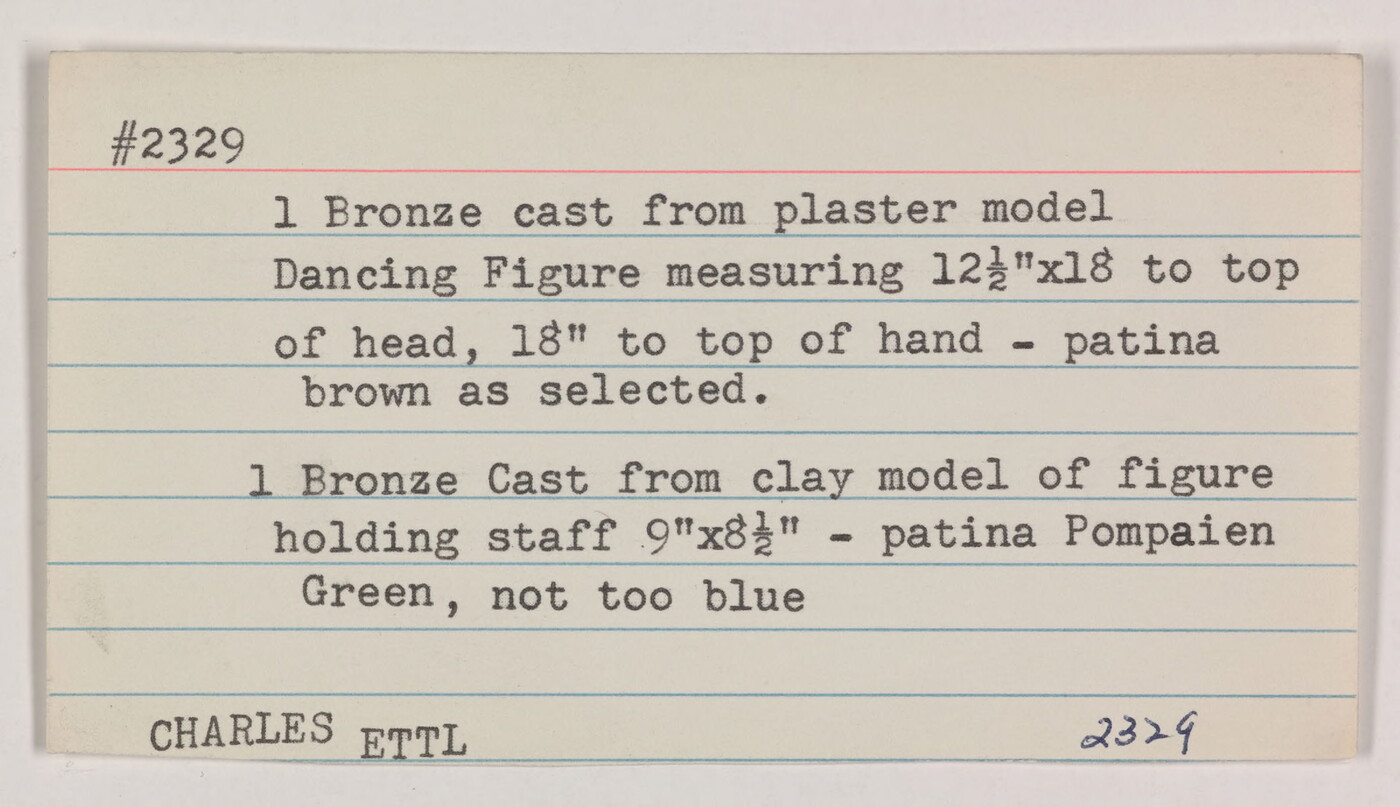 #2329
1 Bronze cast from plaster model
Dancing Figure measuring 12½"x18 to top
of head, 18" to top of hand - patina
brown as selected.
1 Bronze Cast from clay model of figure
holding staff 9"x8½" - patina Pompaien
Green, not too blue
CHARLES ETTL 2329